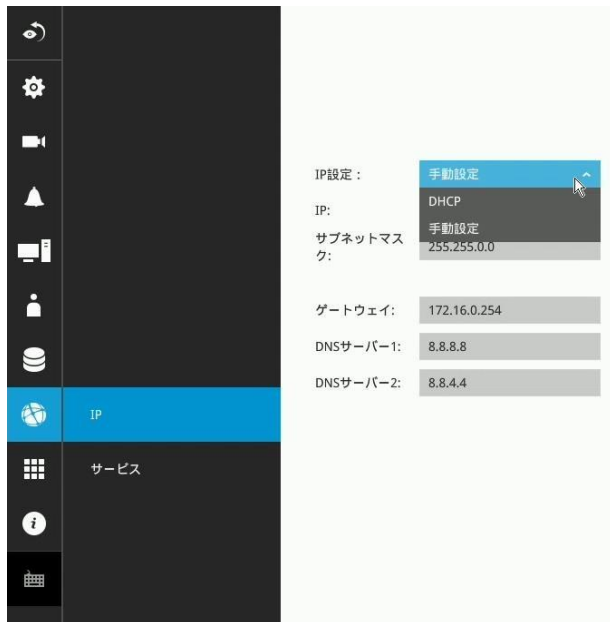 IP設定：
手動設定
DHCP
手動設定
IP:
サブネットマス
ク:
255.255.0.0
ゲートウェイ:
172.16.0.254
DNSサーバー1:
8.8.8.8
DNSサーバー2:
8.8.4.4
IP
サービス